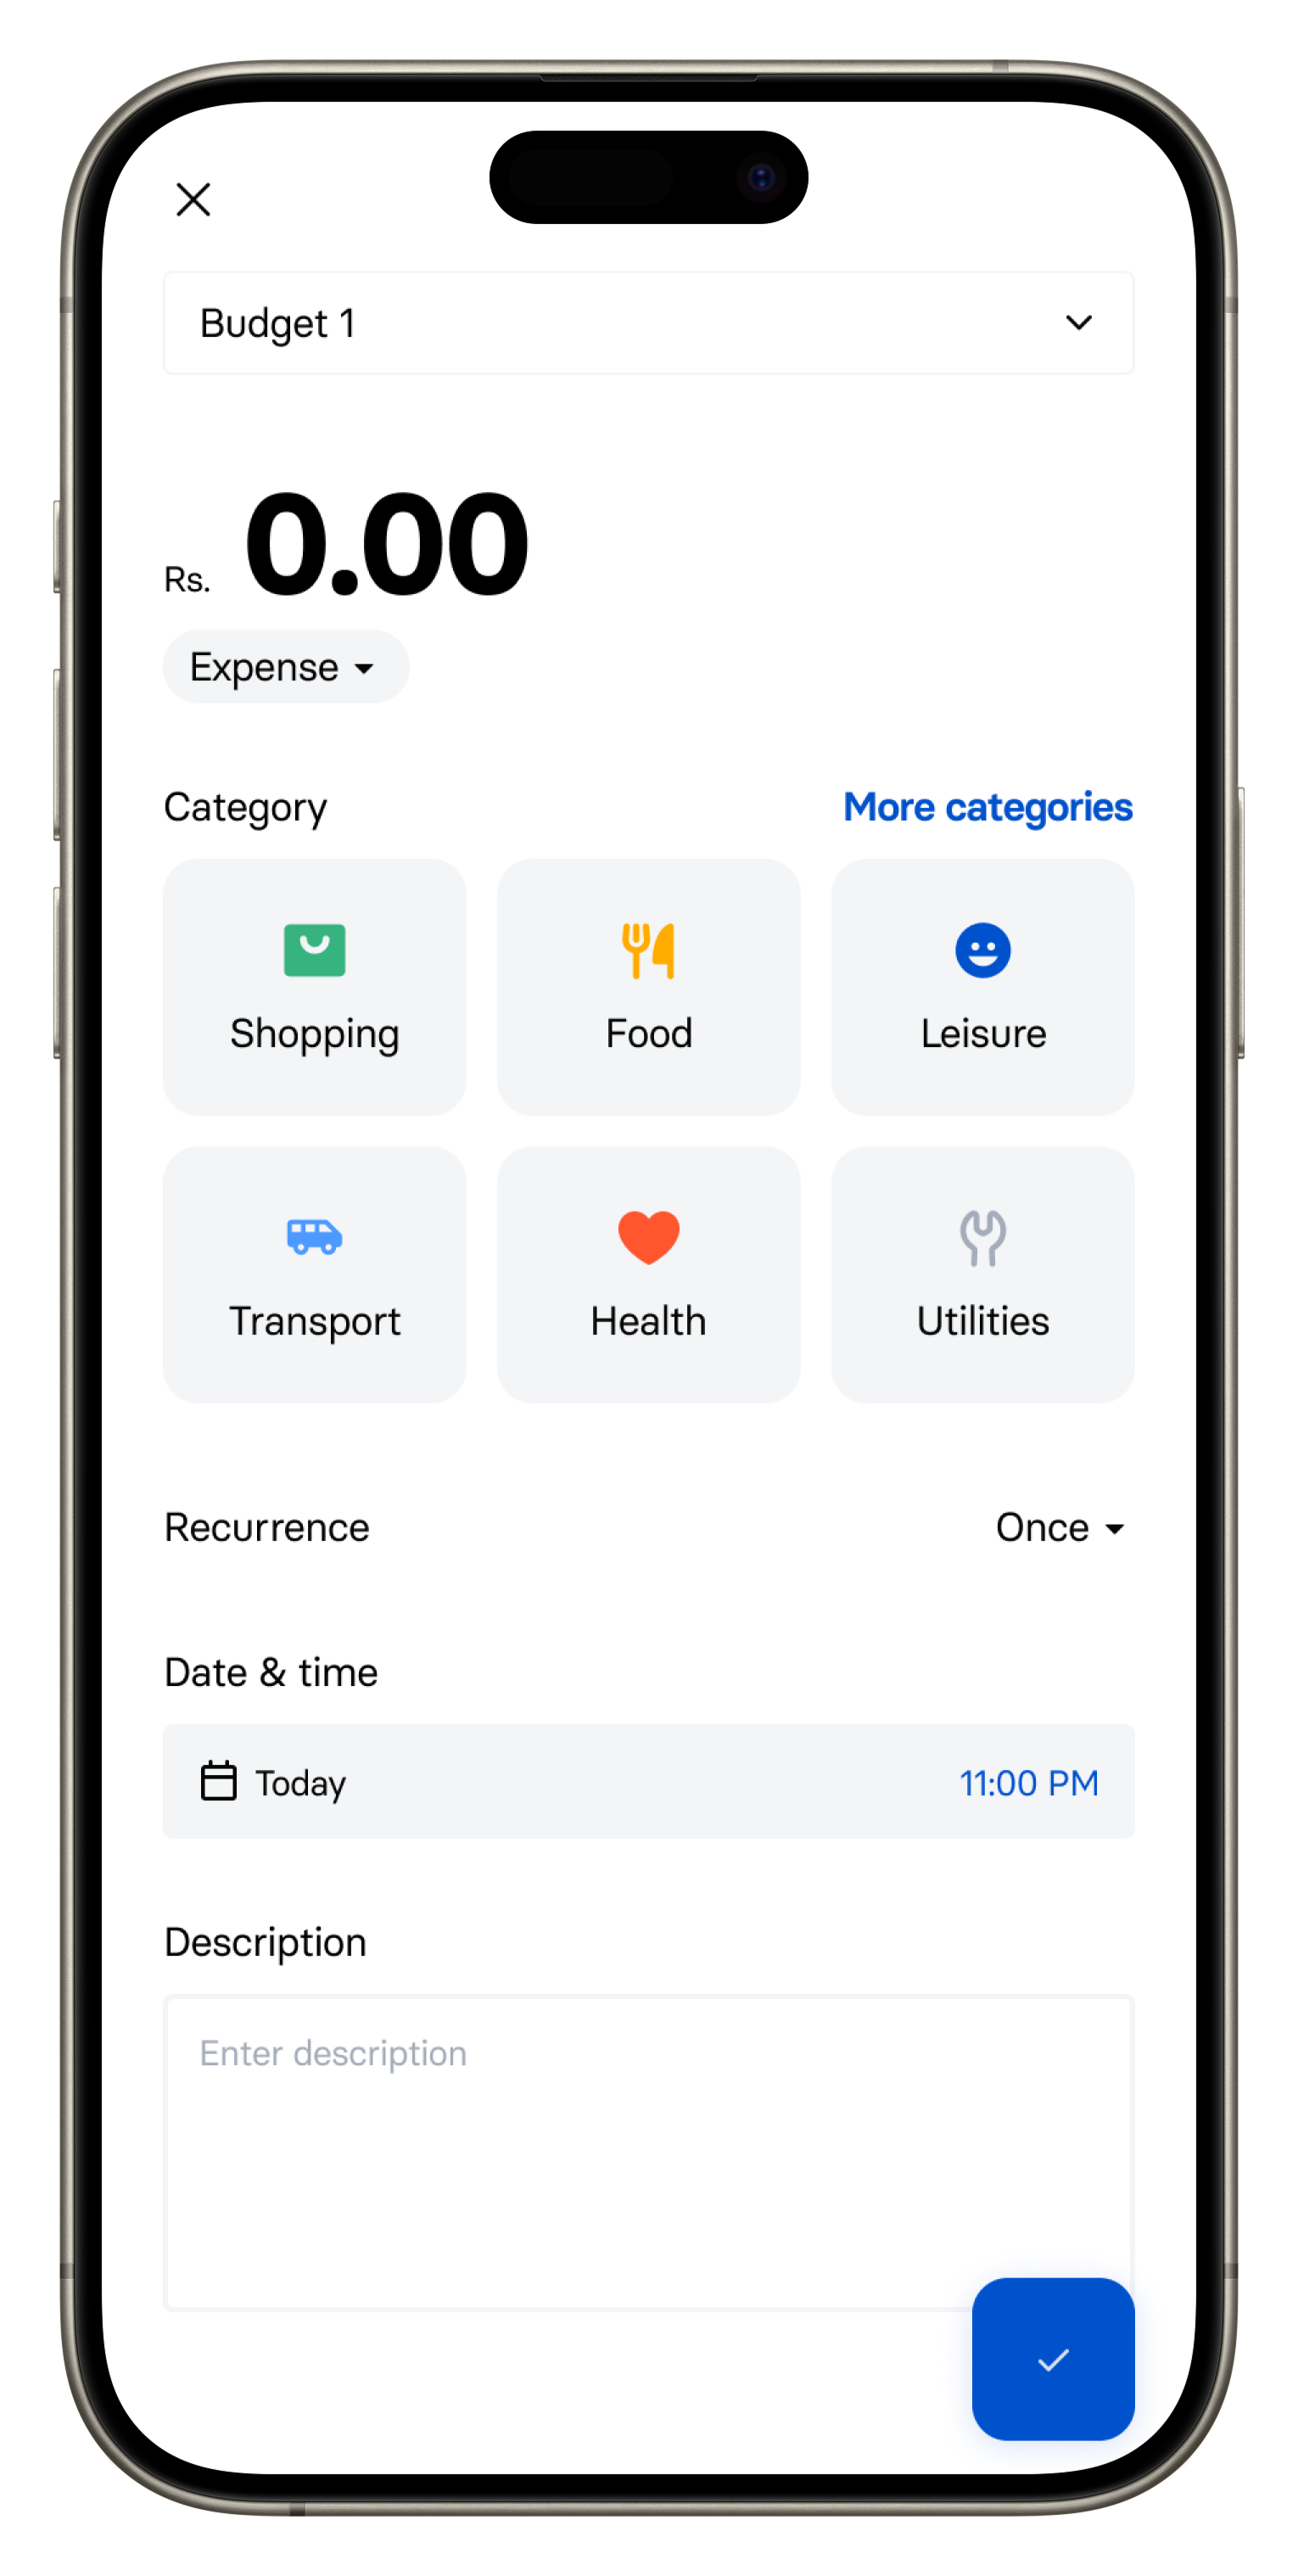 Budget 1
Rs. 0.00
Expense
Category More categories
Shopping Food Leisure
Transport Health Utilities
Recurrence Once
Date & time
Today 11:00 PM
Description
Enter description